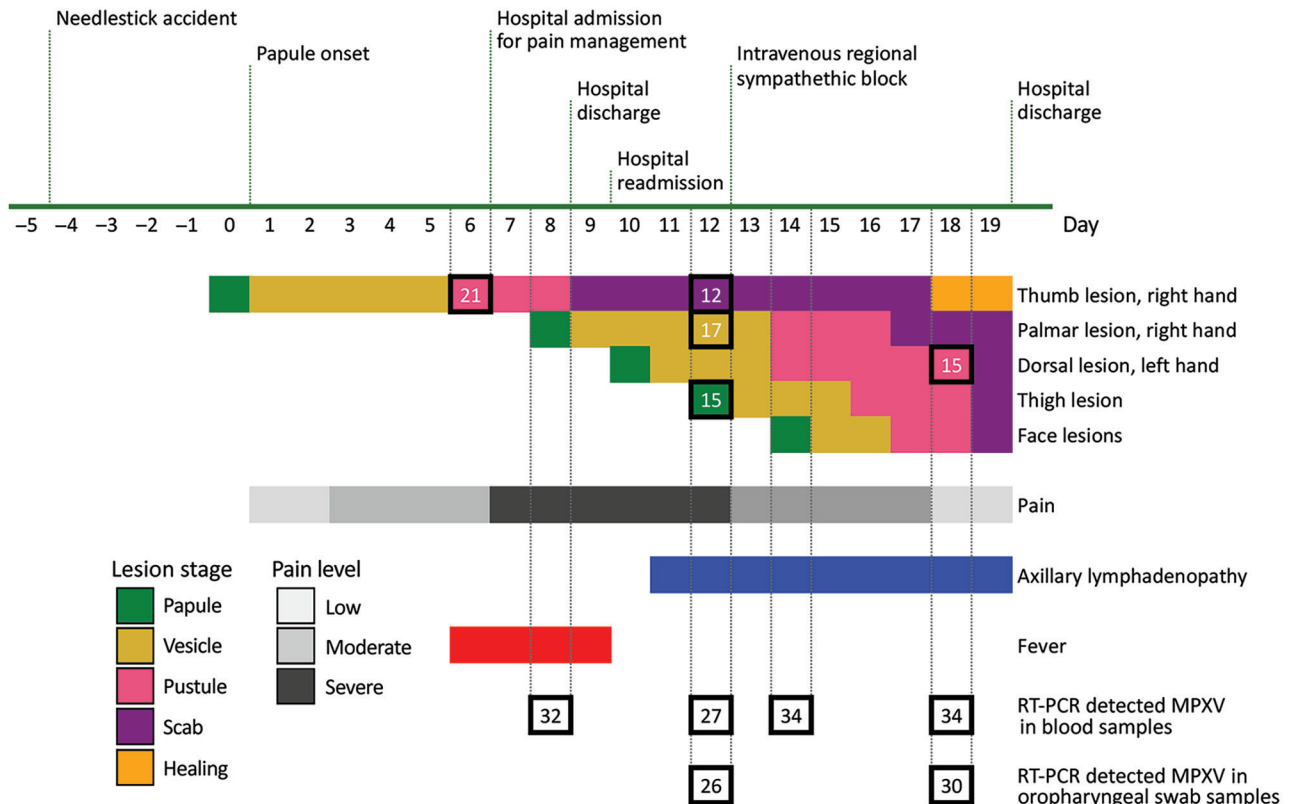 Needlestick accident
Papule onset
Hospital admission
for pain management
Hospital
discharge
Hospital
readmission
Intravenous regional
sympathethic block
Hospital
discharge
–5 –4 –3 –2 –1 0 1 2 3 4 5 6 7 8 9 10 11 12 13 14 15 16 17 18 19 Day
21 12 Thumb lesion, right hand
17 Palmar lesion, right hand
15 Dorsal lesion, left hand
15 Thigh lesion
Face lesions
Pain
Axillary lymphadenopathy
Fever
32 27 34 34 RT-PCR detected MPXV
in blood samples
26 30 RT-PCR detected MPXV in
oropharyngeal swab samples
Lesion stage
Papule
Vesicle
Pustule
Scab
Healing
Pain level
Low
Moderate
Severe